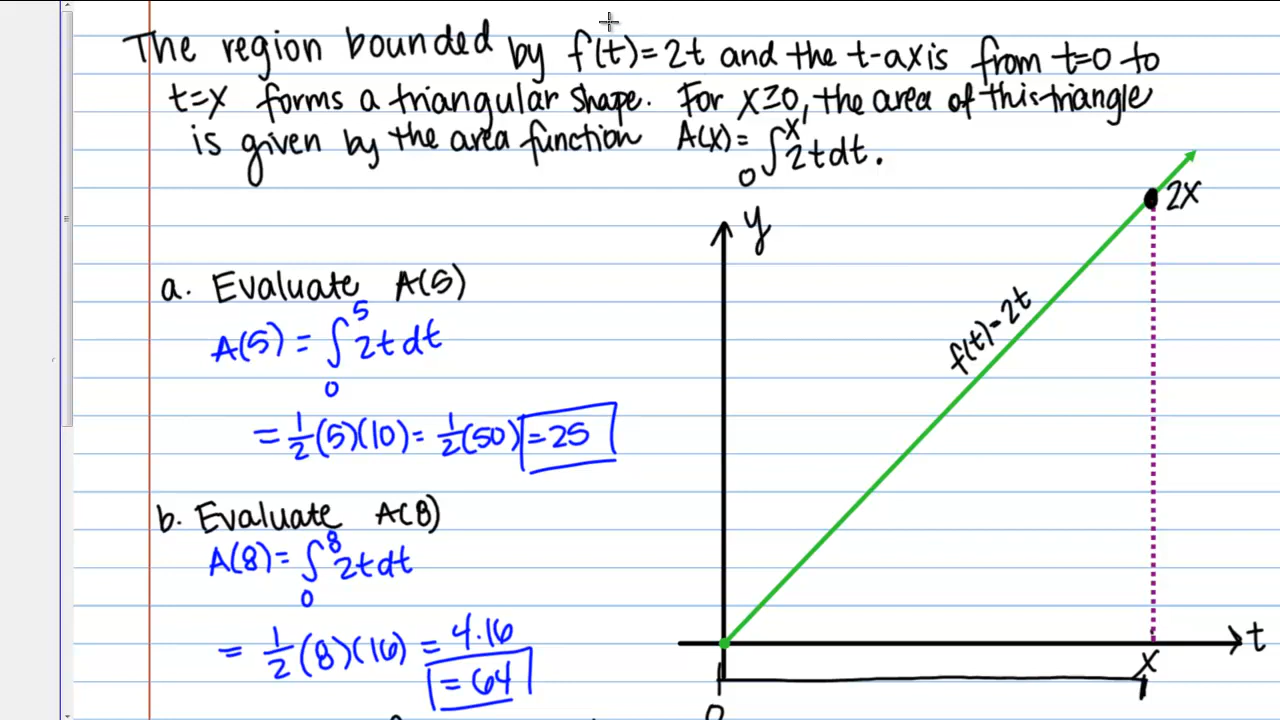 The region bounded by f(t)=2t and the t-axis from t=0 to
t=x forms a triangular shape. For x≥0, the area of this triangle
is given by the area function A(x)= ∫₀ˣ 2t dt.
y
2x
f(t)=2t
a. Evaluate A(5)
A(5) = ∫₀⁵ 2t dt
= 1/2 (5)(10) = 1/2 (50) = 25
b. Evaluate A(8)
A(8) = ∫₀⁸ 2t dt
= 1/2 (8)(16) = 4·16
= 64
t
x